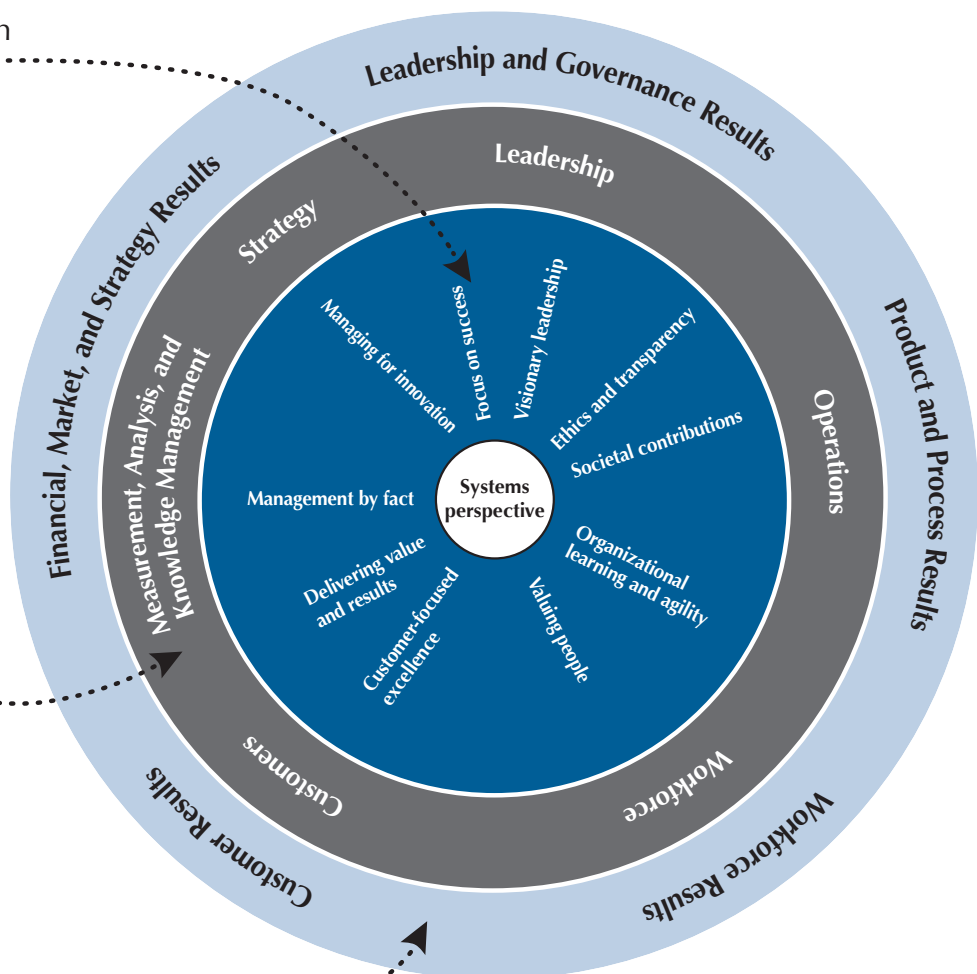 n
Leadership and Governance Results
Product and Process Results
Workforce Results
Customer Results
Financial, Market, and Strategy Results
Leadership
Operations
Workforce
Customers
Measurement, Analysis, and
Knowledge Management
Strategy
Focus on success
Visionary leadership
Ethics and transparency
Societal contributions
Organizational
learning and agility
Valuing people
Customer-focused
excellence
Delivering value
and results
Management by fact
Managing for innovation
Systems
perspective